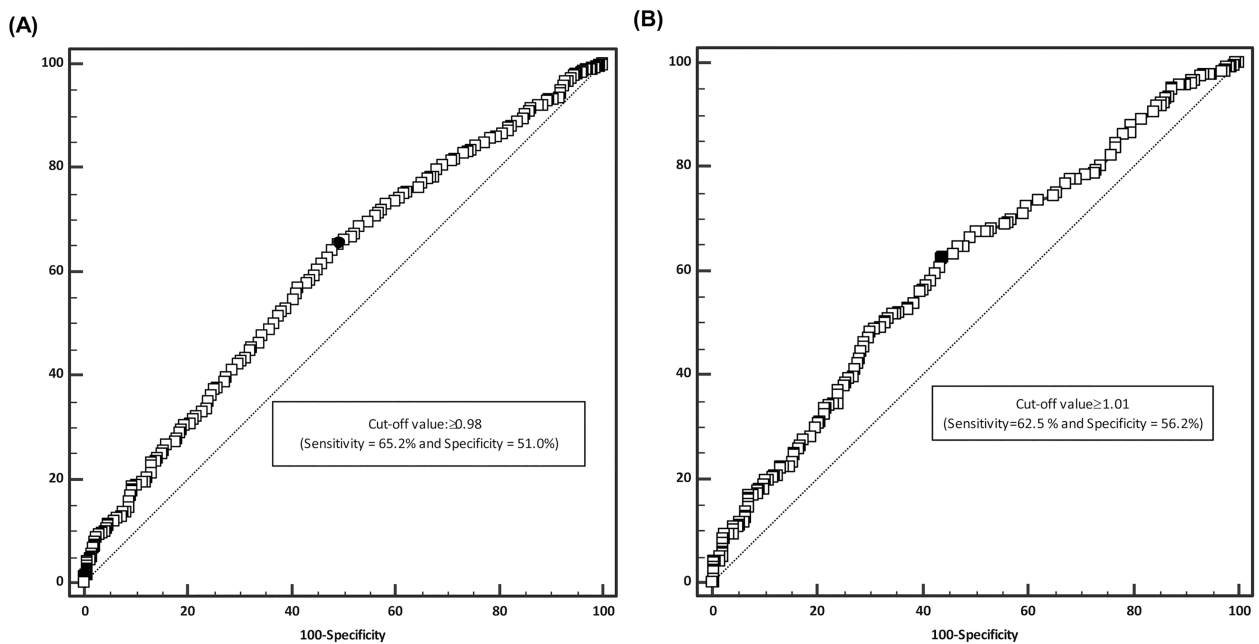 (A)
100
80
60
40
20
0
Cut-off value:≥0.98
(Sensitivity = 65.2% and Specificity = 51.0%)
0 20 40 60 80 100
100-Specificity
(B)
100
80
60
40
20
0
Cut-off value≥1.01
(Sensitivity=62.5 % and Specificity = 56.2%)
0 20 40 60 80 100
100-Specificity